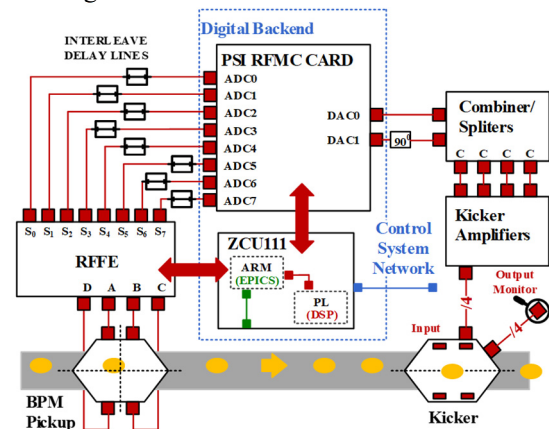 Digital Backend
INTERLEAVE
DELAY LINES
PSI RFMC CARD
ADC0
ADC1
ADC2
ADC3
ADC4
ADC5
ADC6
ADC7
DAC0
DAC1
90⁰
Combiner/
Spliters
C C C C
Kicker
Amplifiers
S₀ S₁ S₂ S₃ S₄ S₅ S₆ S₇
RFFE
D A B C
ZCU111
ARM
(EPICS)
PL
(DSP)
Control
System
Network
Output
Monitor
/4
/4
Input
BPM
Pickup
Kicker